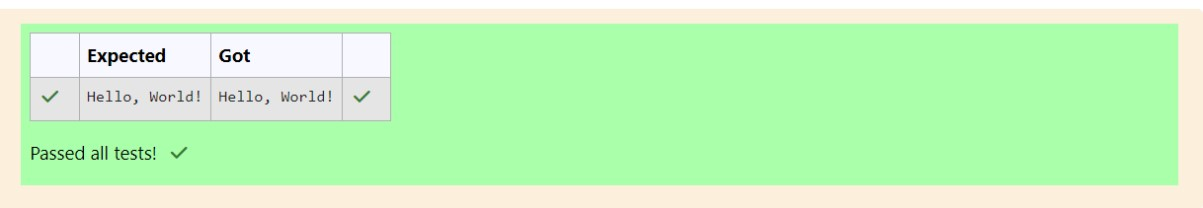 Expected Got
Hello, World! Hello, World!
Passed all tests!